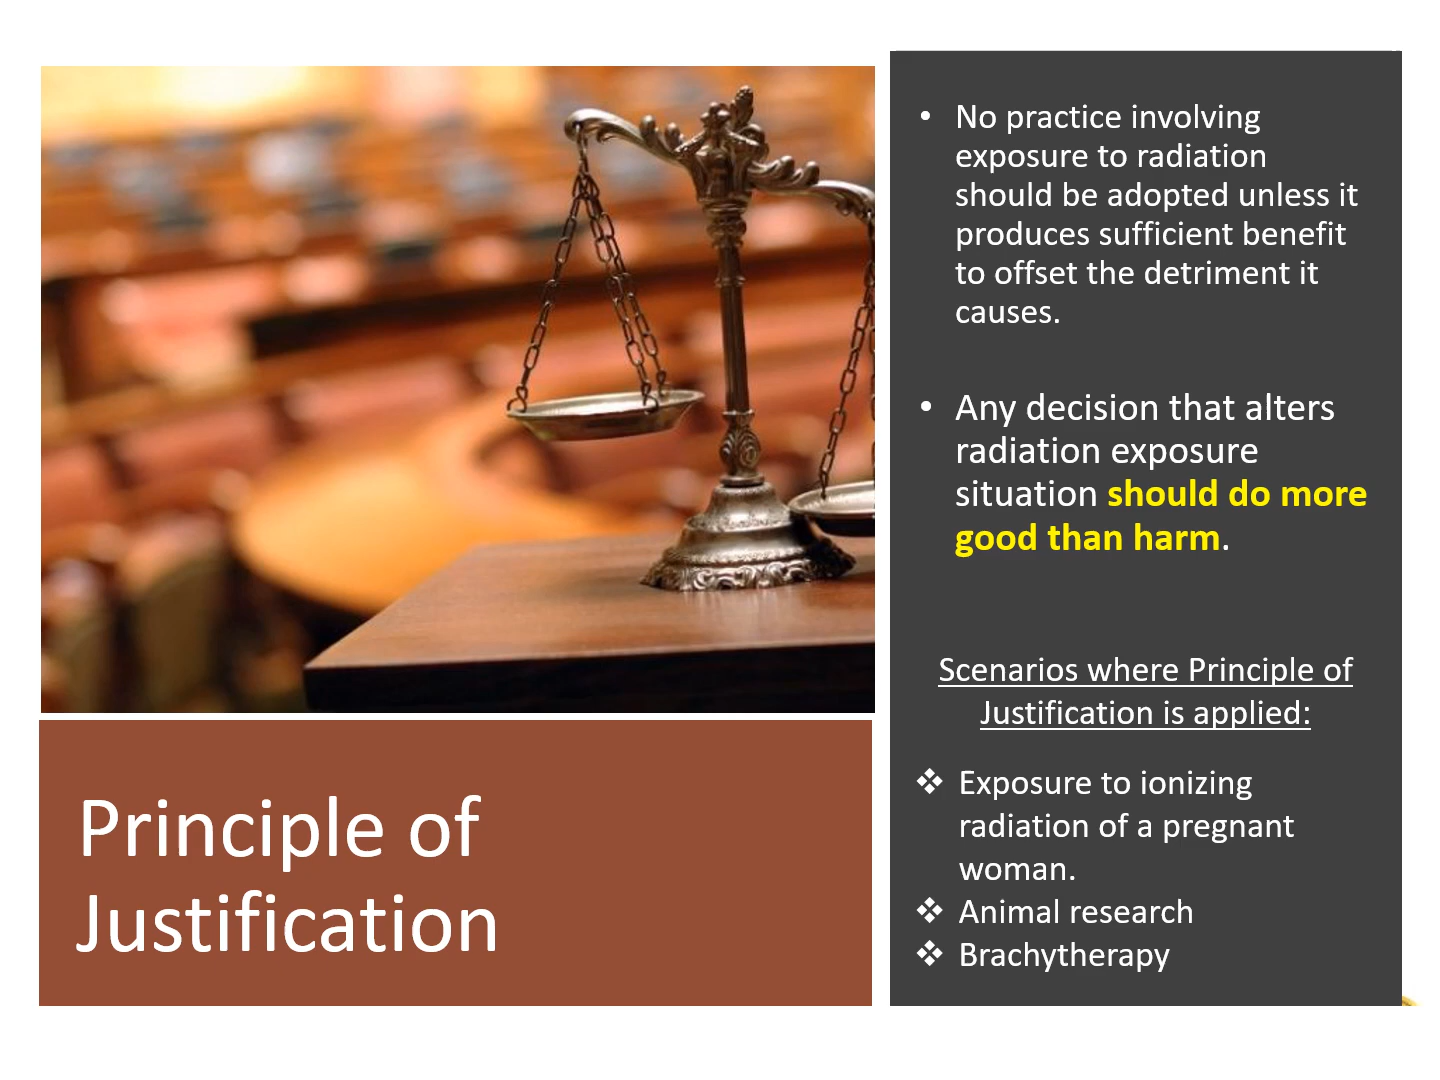 Principle of
Justification
• No practice involving
exposure to radiation
should be adopted unless it
produces sufficient benefit
to offset the detriment it
causes.
• Any decision that alters
radiation exposure
situation should do more
good than harm.
Scenarios where Principle of
Justification is applied:
❖ Exposure to ionizing
radiation of a pregnant
woman.
❖ Animal research
❖ Brachytherapy